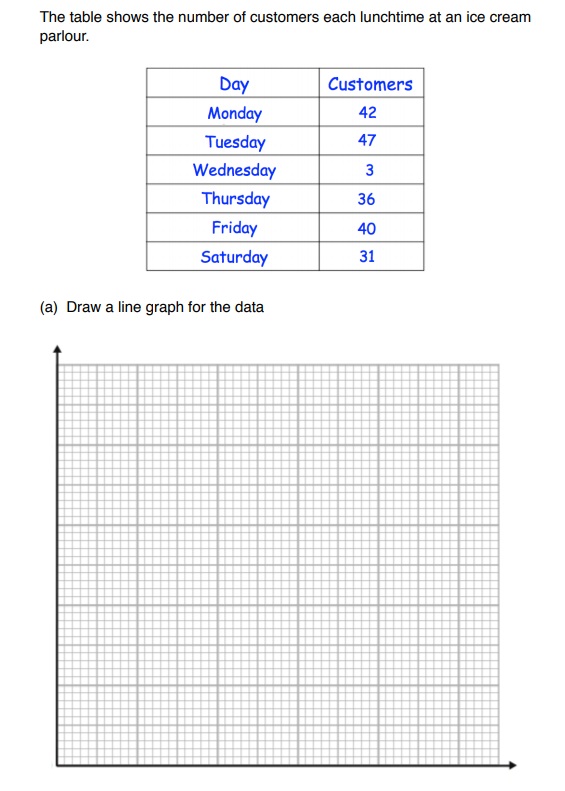 The table shows the number of customers each lunchtime at an ice cream
parlour.
Day Customers
Monday 42
Tuesday 47
Wednesday 3
Thursday 36
Friday 40
Saturday 31
(a) Draw a line graph for the data